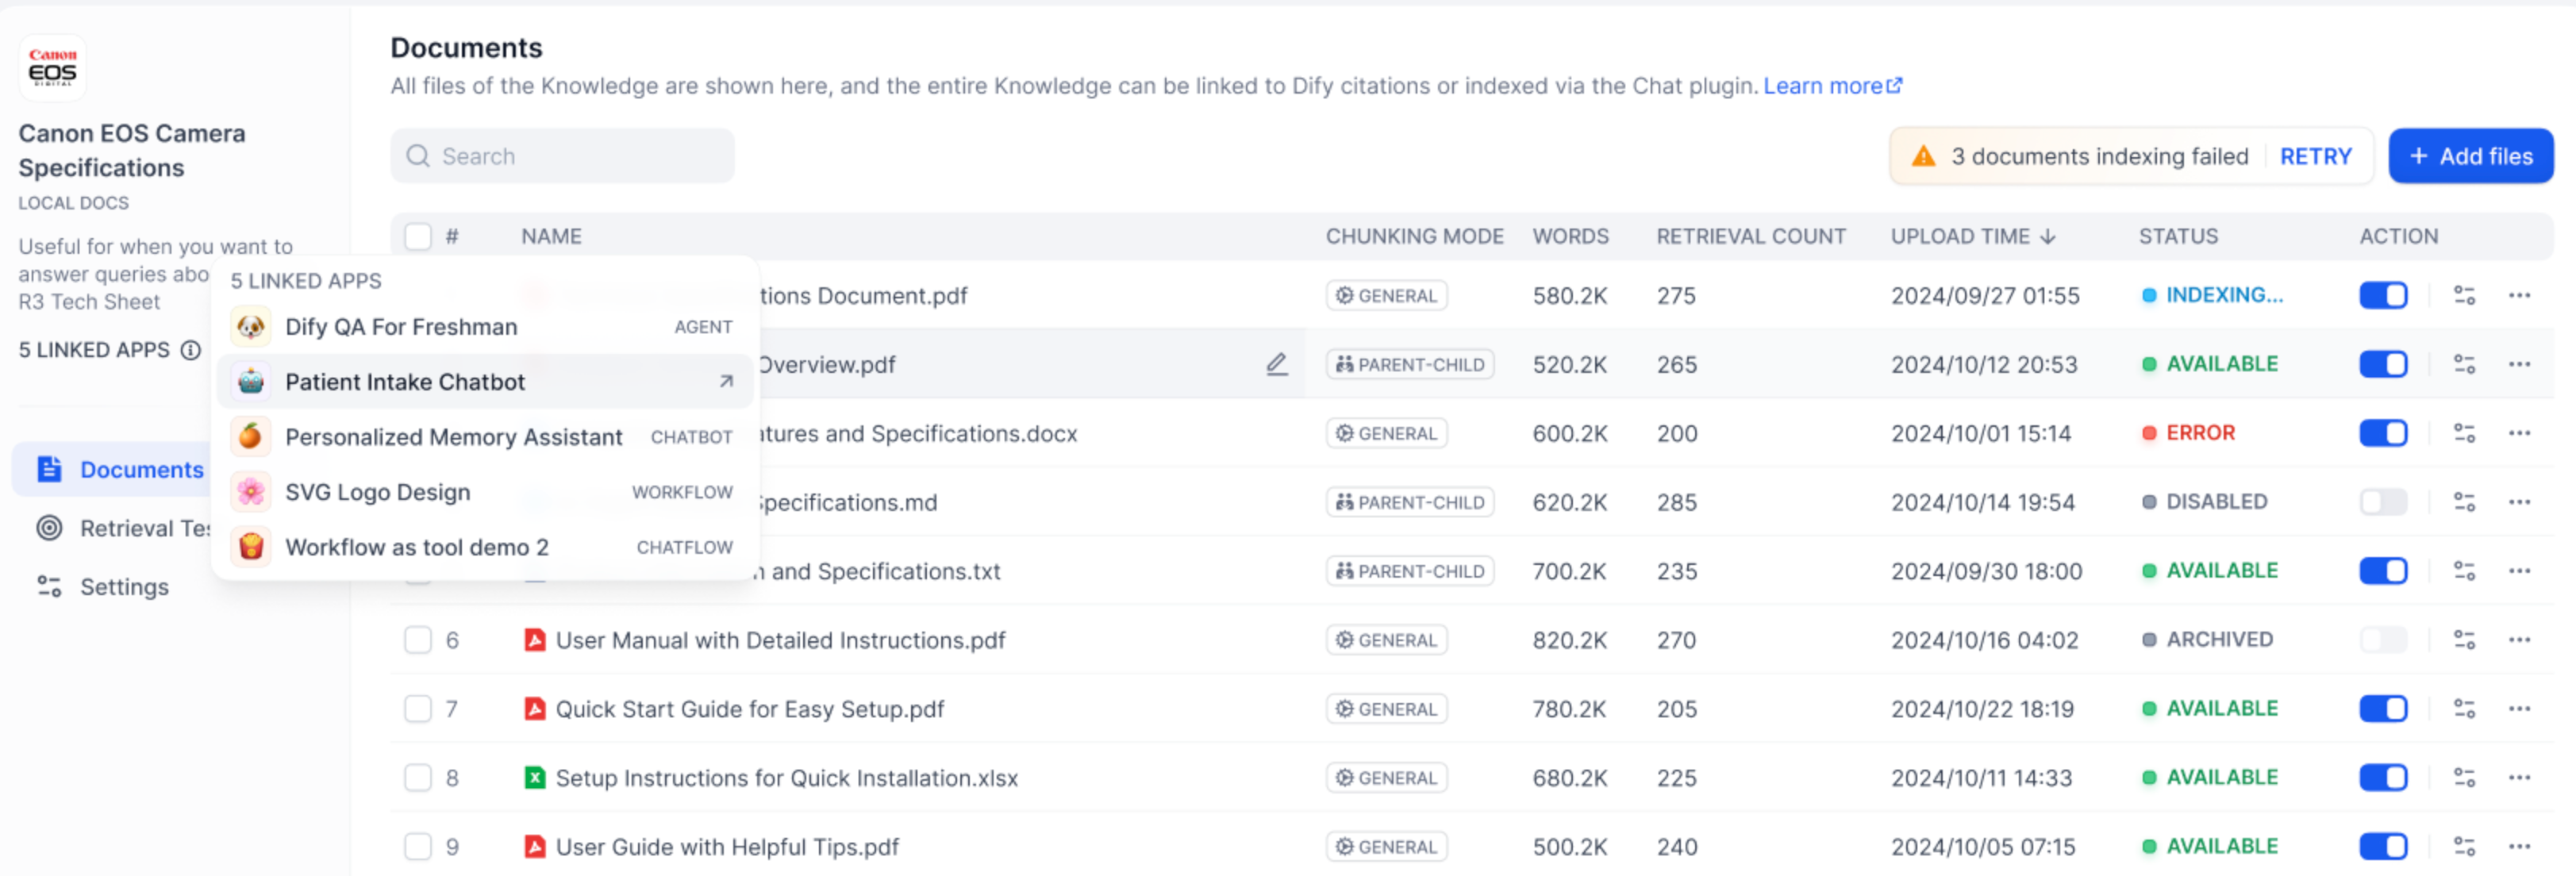 Canon
EOS
DIGITAL
Canon EOS Camera
Specifications
LOCAL DOCS
Useful for when you want to
answer queries abo
R3 Tech Sheet
5 LINKED APPS
Documents
Retrieval Tes
Settings
5 LINKED APPS
Dify QA For Freshman AGENT
Patient Intake Chatbot
Personalized Memory Assistant CHATBOT
SVG Logo Design WORKFLOW
Workflow as tool demo 2 CHATFLOW
Documents
All files of the Knowledge are shown here, and the entire Knowledge can be linked to Dify citations or indexed via the Chat plugin. Learn more
Search
3 documents indexing failed RETRY + Add files
# NAME CHUNKING MODE WORDS RETRIEVAL COUNT UPLOAD TIME ↓ STATUS ACTION
tions Document.pdf GENERAL 580.2K 275 2024/09/27 01:55 INDEXING...
Overview.pdf PARENT-CHILD 520.2K 265 2024/10/12 20:53 AVAILABLE
atures and Specifications.docx GENERAL 600.2K 200 2024/10/01 15:14 ERROR
Specifications.md PARENT-CHILD 620.2K 285 2024/10/14 19:54 DISABLED
n and Specifications.txt PARENT-CHILD 700.2K 235 2024/09/30 18:00 AVAILABLE
6 User Manual with Detailed Instructions.pdf GENERAL 820.2K 270 2024/10/16 04:02 ARCHIVED
7 Quick Start Guide for Easy Setup.pdf GENERAL 780.2K 205 2024/10/22 18:19 AVAILABLE
8 Setup Instructions for Quick Installation.xlsx GENERAL 680.2K 225 2024/10/11 14:33 AVAILABLE
9 User Guide with Helpful Tips.pdf GENERAL 500.2K 240 2024/10/05 07:15 AVAILABLE